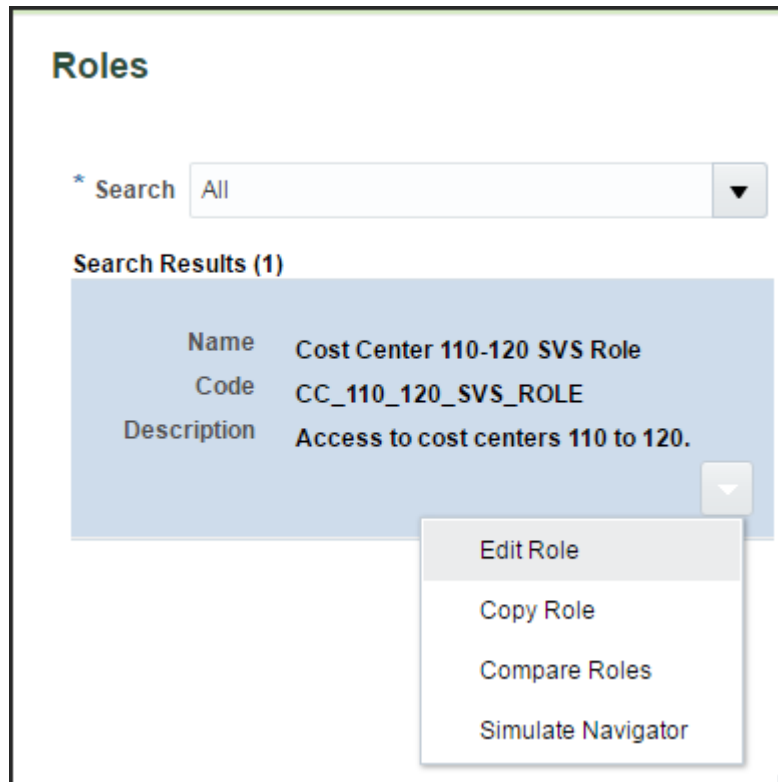 Roles
* Search All
Search Results (1)
Name Cost Center 110-120 SVS Role
Code CC_110_120_SVS_ROLE
Description Access to cost centers 110 to 120.
Edit Role
Copy Role
Compare Roles
Simulate Navigator